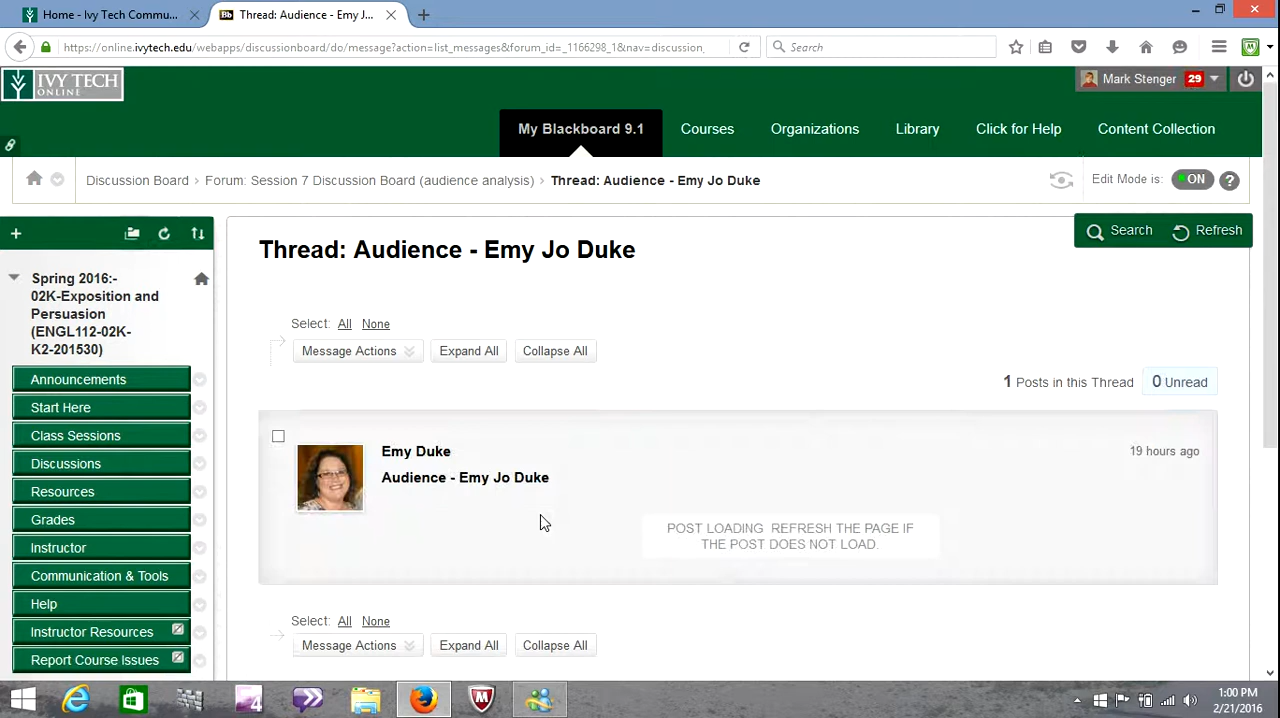 Home - Ivy Tech Commu...
Thread: Audience - Emy J...
https://online.ivytech.edu/webapps/discussionboard/do/message?action=list_messages&forum_id=_1166298_1&nav=discussion_
Search
IVY TECH
ONLINE
Mark Stenger 29
My Blackboard 9.1
Courses
Organizations
Library
Click for Help
Content Collection
Discussion Board › Forum: Session 7 Discussion Board (audience analysis) › Thread: Audience - Emy Jo Duke
Edit Mode is: ON ?
Search
Refresh
Spring 2016:-
02K-Exposition and
Persuasion
(ENGL112-02K-
K2-201530)
Announcements
Start Here
Class Sessions
Discussions
Resources
Grades
Instructor
Communication & Tools
Help
Instructor Resources
Report Course Issues
Thread: Audience - Emy Jo Duke
Select: All None
Message Actions
Expand All
Collapse All
1 Posts in this Thread
0 Unread
Emy Duke
19 hours ago
Audience - Emy Jo Duke
POST LOADING. REFRESH THE PAGE IF
THE POST DOES NOT LOAD.
Select: All None
Message Actions
Expand All
Collapse All
1:00 PM
2/21/2016